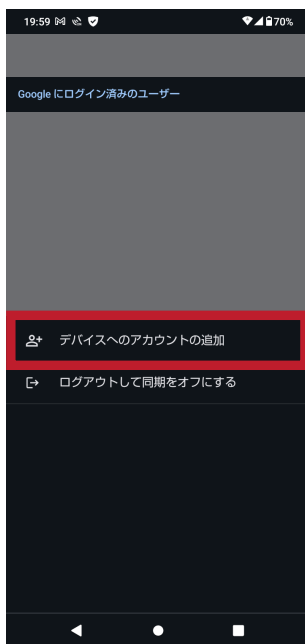 19:59 70%
Google にログイン済みのユーザー
デバイスへのアカウントの追加
ログアウトして同期をオフにする